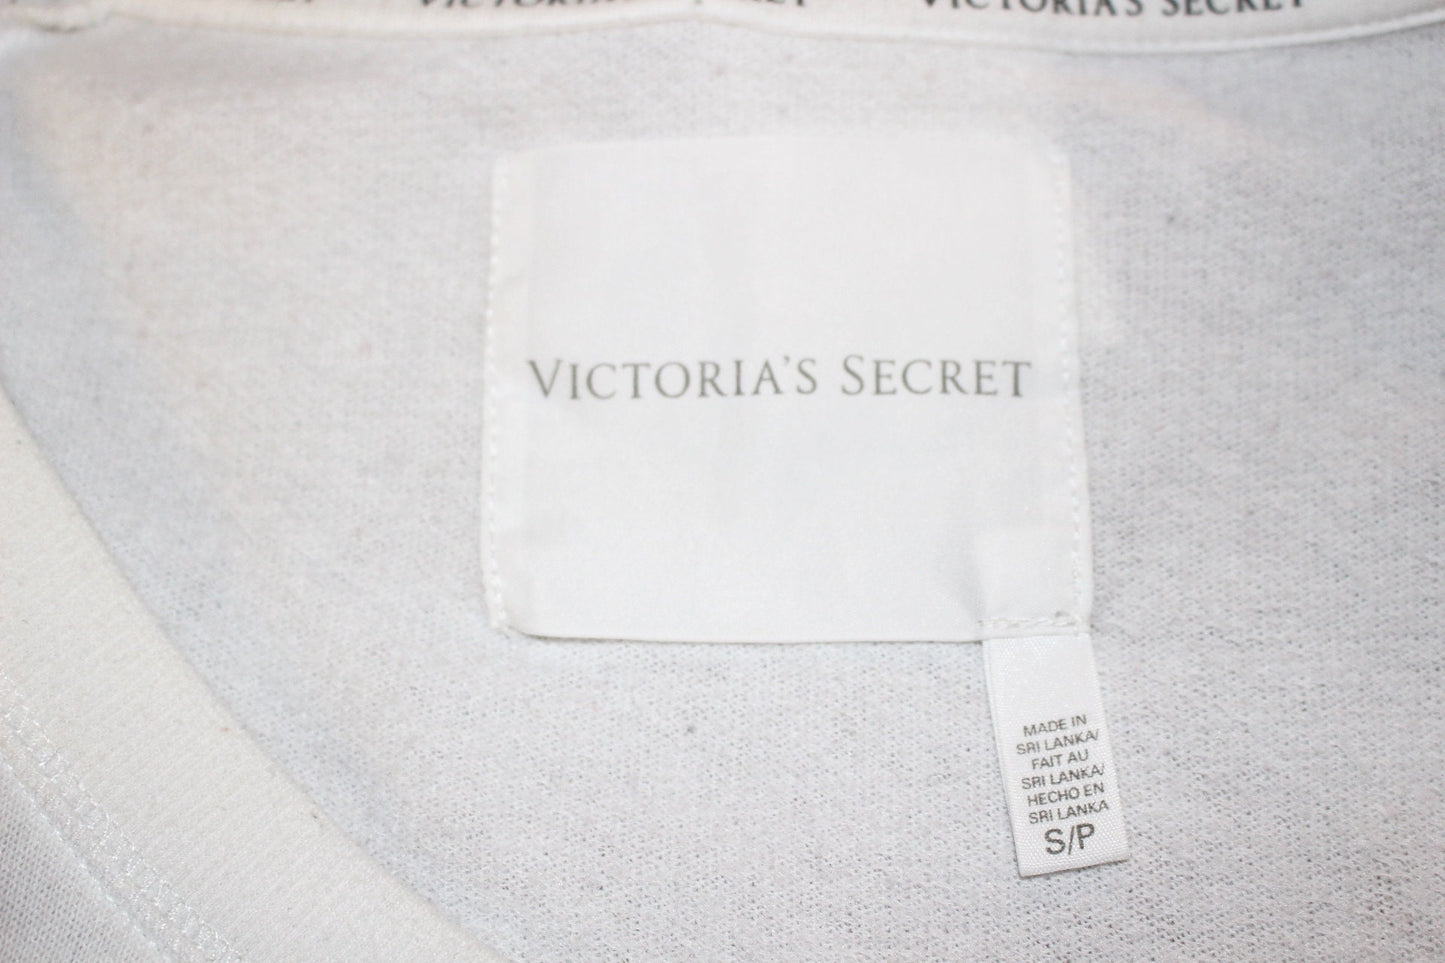 VICTORIA'S SECRET
VICTORIA'S SECRET
MADE IN
SRI LANKA/
FAIT AU
SRI LANKA/
HECHO EN
SRI LANKA
S/P